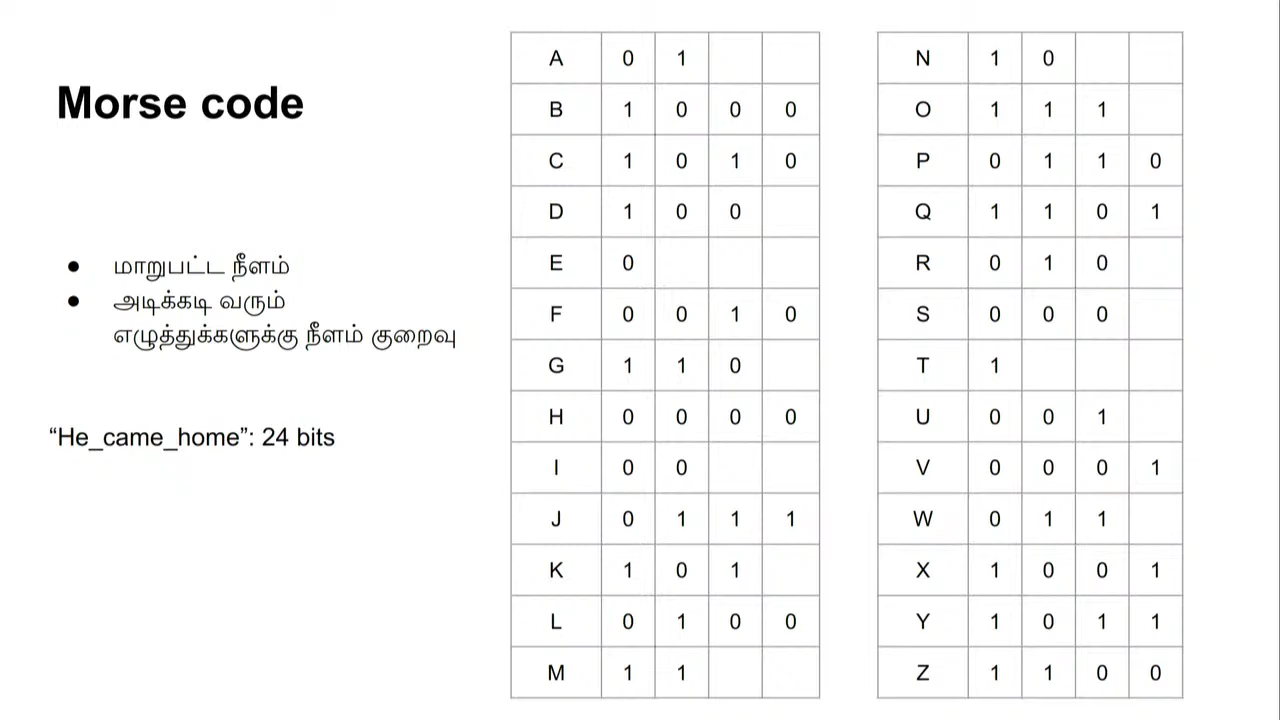 Morse code
● மாறுபட்ட நீளம்
● அடிக்கடி வரும்
எழுத்துக்களுக்கு நீளம் குறைவு
“He_came_home”: 24 bits
A 0 1
B 1 0 0 0
C 1 0 1 0
D 1 0 0
E 0
F 0 0 1 0
G 1 1 0
H 0 0 0 0
I 0 0
J 0 1 1 1
K 1 0 1
L 0 1 0 0
M 1 1
N 1 0
O 1 1 1
P 0 1 1 0
Q 1 1 0 1
R 0 1 0
S 0 0 0
T 1
U 0 0 1
V 0 0 0 1
W 0 1 1
X 1 0 0 1
Y 1 0 1 1
Z 1 1 0 0